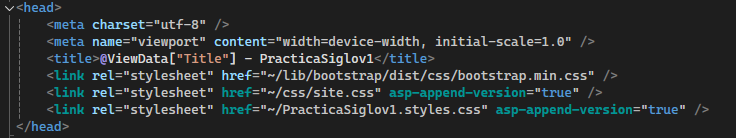 <head>
<meta charset="utf-8" />
<meta name="viewport" content="width=device-width, initial-scale=1.0" />
<title>@ViewData["Title"] - PracticaSiglov1</title>
<link rel="stylesheet" href="~/lib/bootstrap/dist/css/bootstrap.min.css" />
<link rel="stylesheet" href="~/css/site.css" asp-append-version="true" />
<link rel="stylesheet" href="~/PracticaSiglov1.styles.css" asp-append-version="true" />
</head>